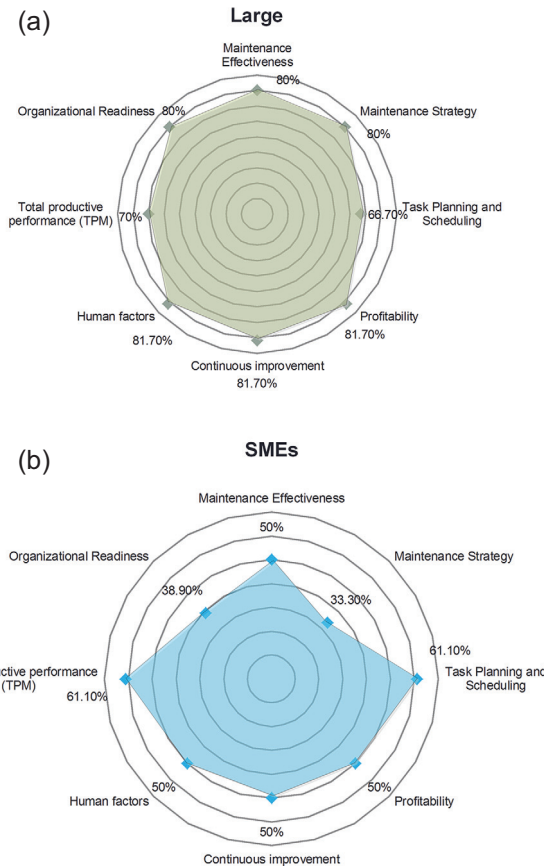 (a)
Large
Maintenance
Effectiveness
80%
Organizational Readiness
80%
Maintenance Strategy
80%
Total productive
performance (TPM)
70%
66.70%
Task Planning and
Scheduling
Human factors
81.70%
Profitability
81.70%
Continuous improvement
81.70%
(b)
SMEs
Maintenance Effectiveness
50%
Organizational Readiness
38.90%
Maintenance Strategy
33.30%
performance
(TPM)
61.10%
61.10%
Task Planning and
Scheduling
Human factors
50%
50%
Profitability
50%
Continuous improvement